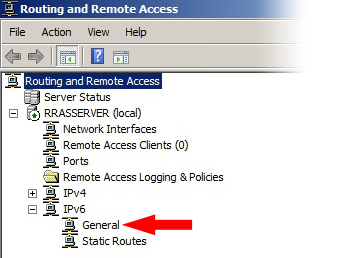 Routing and Remote Access
File Action View Help
Routing and Remote Access
Server Status
RRASSERVER (local)
Network Interfaces
Remote Access Clients (0)
Ports
Remote Access Logging & Policies
IPv4
IPv6
General
Static Routes